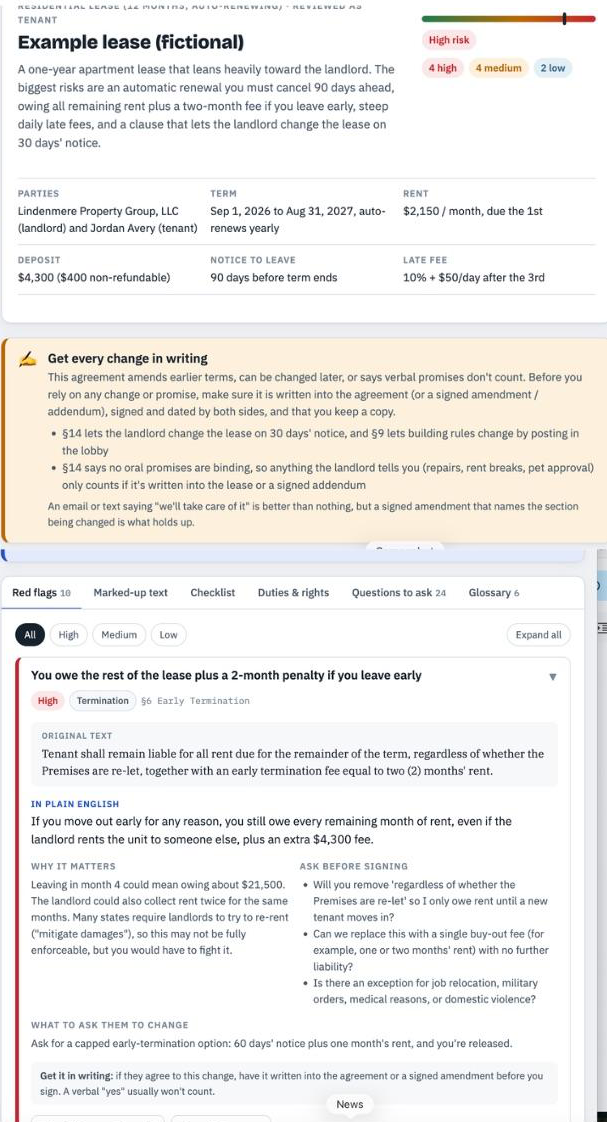 RESIDENTIAL LEASE (12 MONTHS, AUTO-RENEWING) · REVIEWED AS
TENANT
Example lease (fictional)
A one-year apartment lease that leans heavily toward the landlord. The
biggest risks are an automatic renewal you must cancel 90 days ahead,
owing all remaining rent plus a two-month fee if you leave early, steep
daily late fees, and a clause that lets the landlord change the lease on
30 days' notice.
High risk
4 high 4 medium 2 low
PARTIES
Lindenmere Property Group, LLC
(landlord) and Jordan Avery (tenant)
TERM
Sep 1, 2026 to Aug 31, 2027, auto-
renews yearly
RENT
$2,150 / month, due the 1st
DEPOSIT
$4,300 ($400 non-refundable)
NOTICE TO LEAVE
90 days before term ends
LATE FEE
10% + $50/day after the 3rd
Get every change in writing
This agreement amends earlier terms, can be changed later, or says verbal promises don't count. Before you
rely on any change or promise, make sure it is written into the agreement (or a signed amendment /
addendum), signed and dated by both sides, and that you keep a copy.
• §14 lets the landlord change the lease on 30 days' notice, and §9 lets building rules change by posting in
the lobby
• §14 says no oral promises are binding, so anything the landlord tells you (repairs, rent breaks, pet approval)
only counts if it's written into the lease or a signed addendum
An email or text saying "we'll take care of it" is better than nothing, but a signed amendment that names the section
being changed is what holds up.
Red flags 10 Marked-up text Checklist Duties & rights Questions to ask 24 Glossary 6
All High Medium Low Expand all
You owe the rest of the lease plus a 2-month penalty if you leave early
High Termination §6 Early Termination
ORIGINAL TEXT
Tenant shall remain liable for all rent due for the remainder of the term, regardless of whether the
Premises are re-let, together with an early termination fee equal to two (2) months' rent.
IN PLAIN ENGLISH
If you move out early for any reason, you still owe every remaining month of rent, even if the
landlord rents the unit to someone else, plus an extra $4,300 fee.
WHY IT MATTERS
Leaving in month 4 could mean owing about $21,500.
The landlord could also collect rent twice for the same
months. Many states require landlords to try to re-rent
("mitigate damages"), so this may not be fully
enforceable, but you would have to fight it.
ASK BEFORE SIGNING
• Will you remove 'regardless of whether the
Premises are re-let' so I only owe rent until a new
tenant moves in?
• Can we replace this with a single buy-out fee (for
example, one or two months' rent) with no further
liability?
• Is there an exception for job relocation, military
orders, medical reasons, or domestic violence?
WHAT TO ASK THEM TO CHANGE
Ask for a capped early-termination option: 60 days' notice plus one month's rent, and you're released.
Get it in writing: if they agree to this change, have it written into the agreement or a signed amendment before you
sign. A verbal "yes" usually won't count.
News